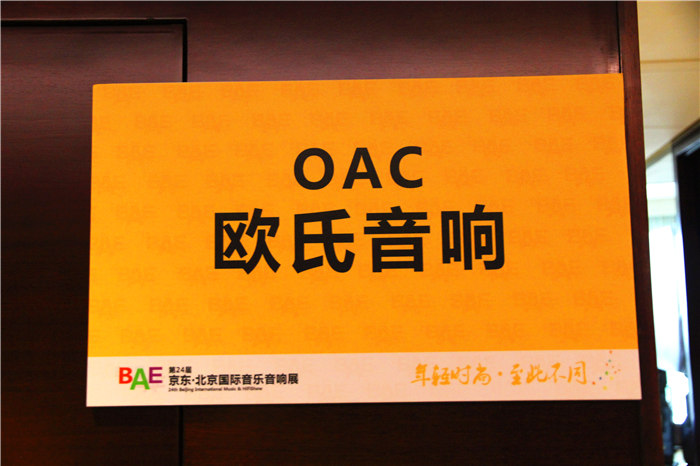 OAC
欧氏音响
BAE
第24届
京东·北京国际音乐音响展
24th Beijing International Music & HiFiShow
年轻时尚·至此不同